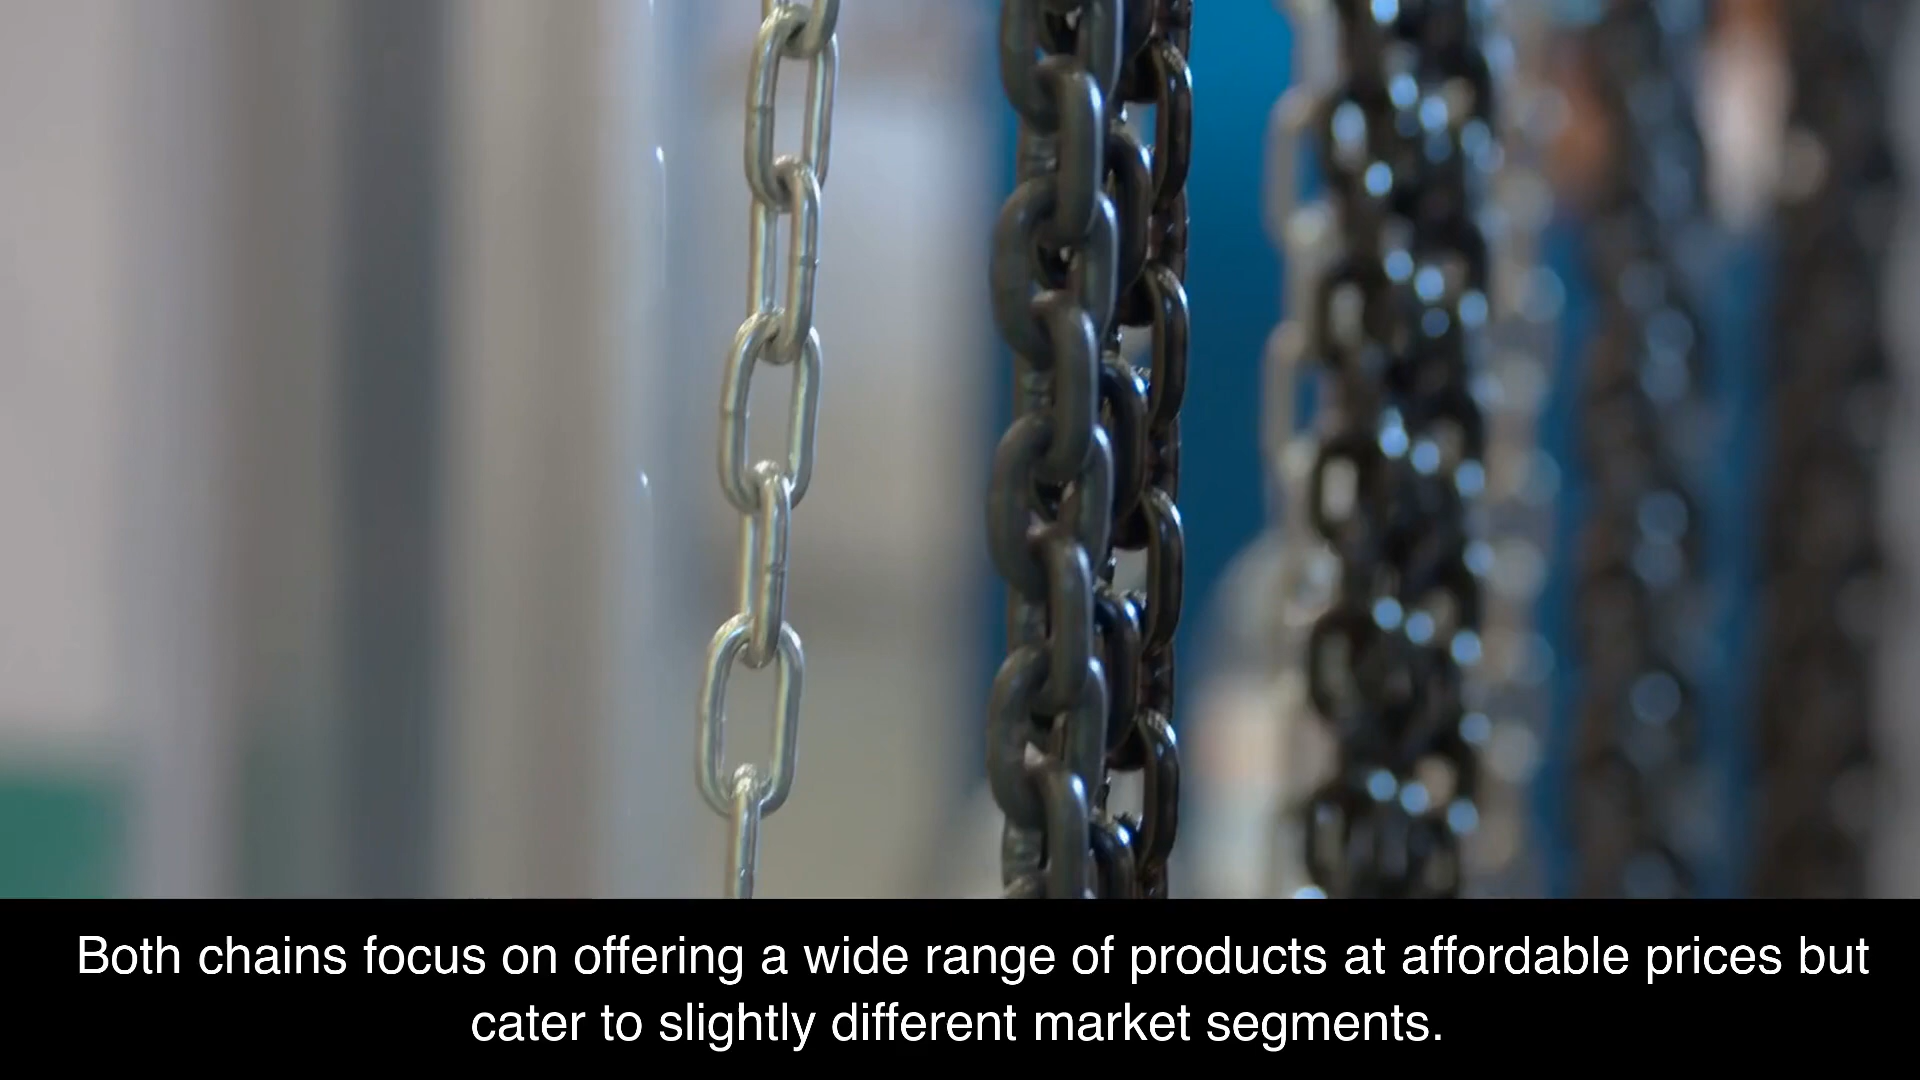 Both chains focus on offering a wide range of products at affordable prices but
cater to slightly different market segments.